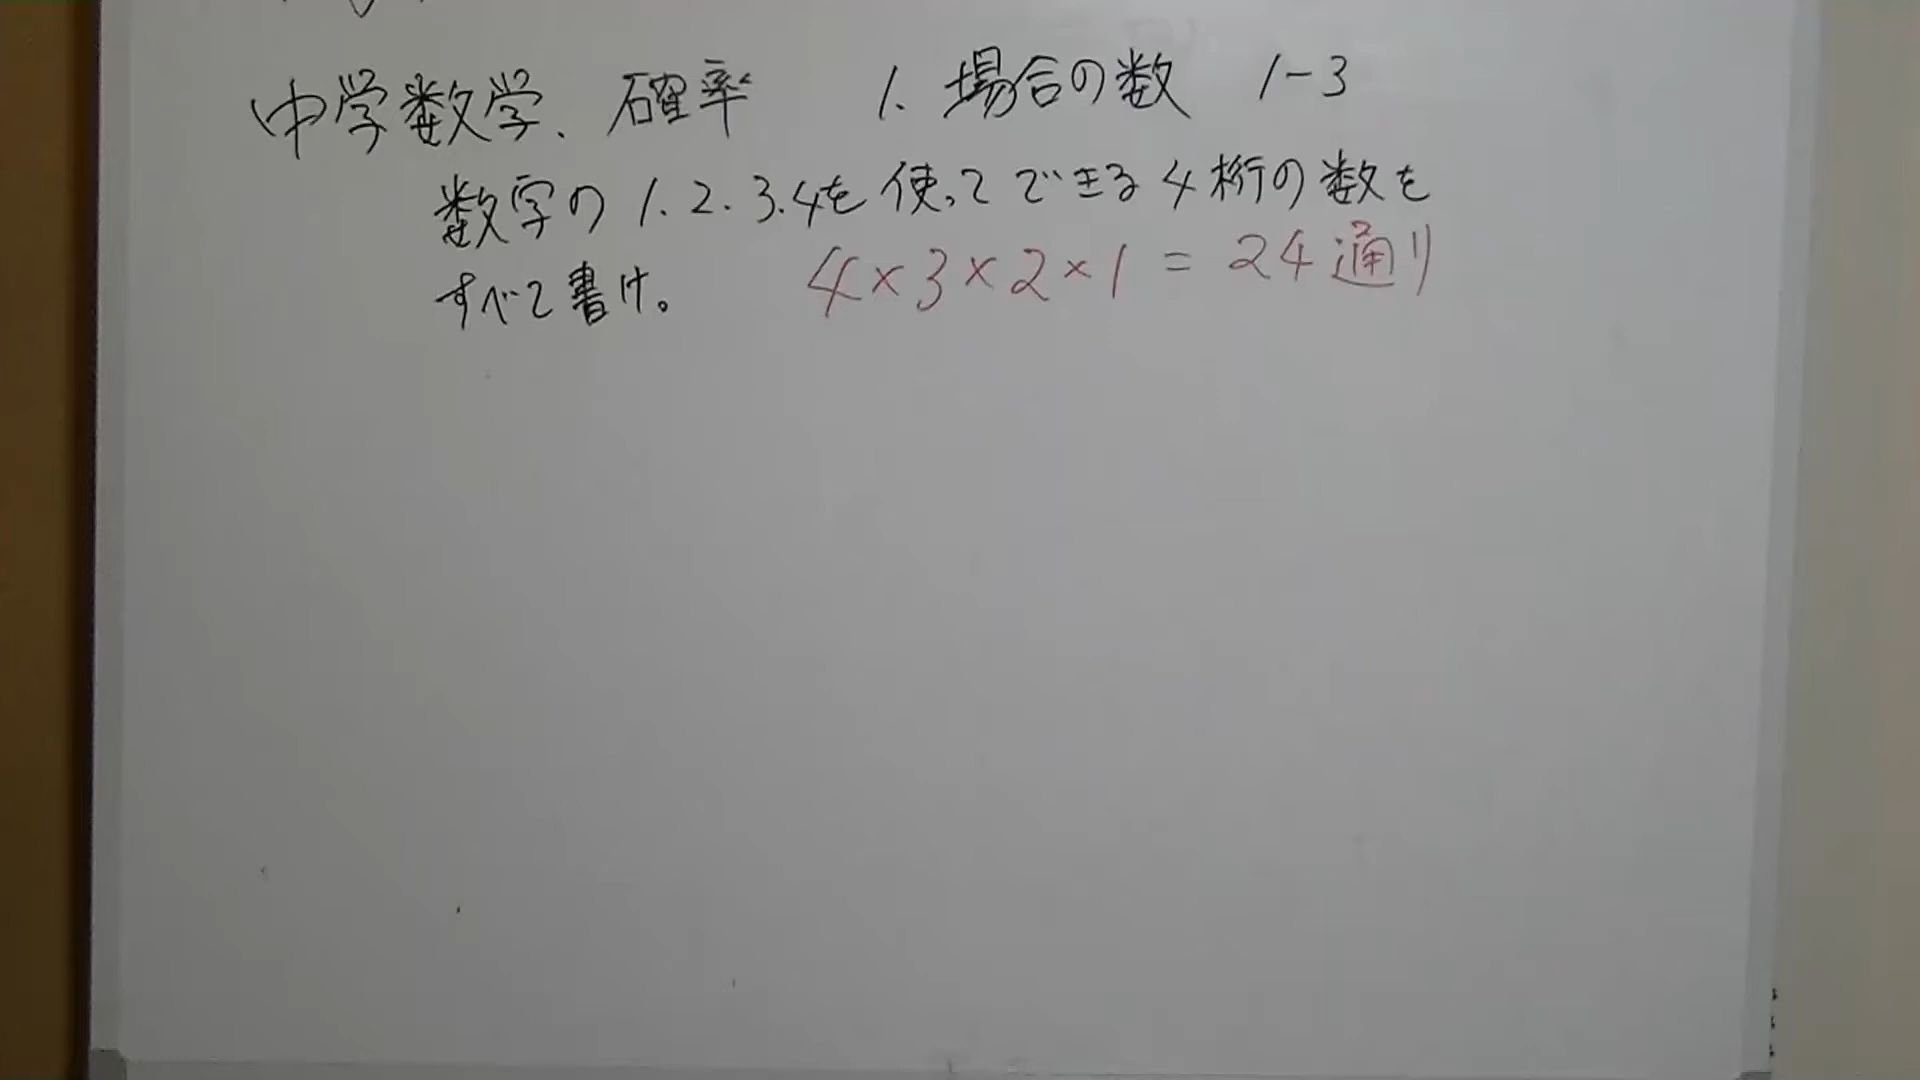 中学数学、確率 1. 場合の数 1-3
数字の1.2.3.4を使ってできる4桁の数を
すべて書け。 4×3×2×1=24通り